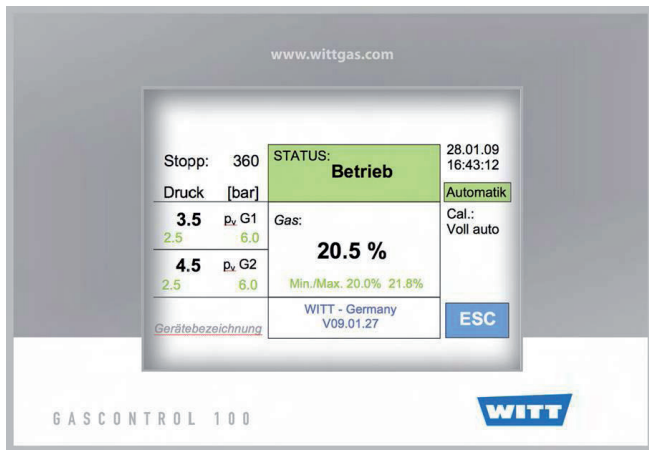 www.wittgas.com
Stopp: 360
Druck [bar]
3.5 pv G1
2.5 6.0
4.5 pv G2
2.5 6.0
Gerätebezeichnung
STATUS:
Betrieb
Gas:
20.5 %
Min./Max. 20.0% 21.8%
WITT - Germany
V09.01.27
28.01.09
16:43:12
Automatik
Cal.:
Voll auto
ESC
GASCONTROL 100
WITT